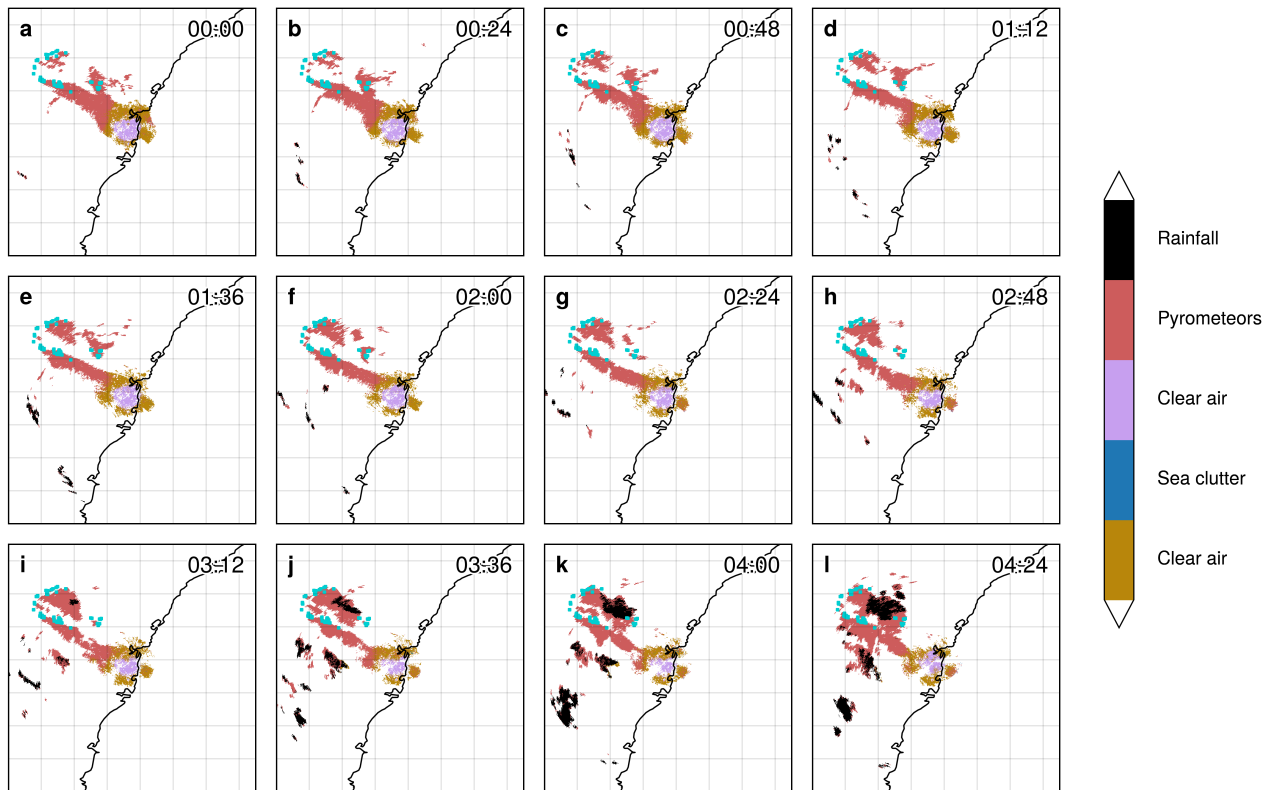 a 00:00
b 00:24
c 00:48
d 01:12
e 01:36
f 02:00
g 02:24
h 02:48
i 03:12
j 03:36
k 04:00
l 04:24
Rainfall
Pyrometeors
Clear air
Sea clutter
Clear air